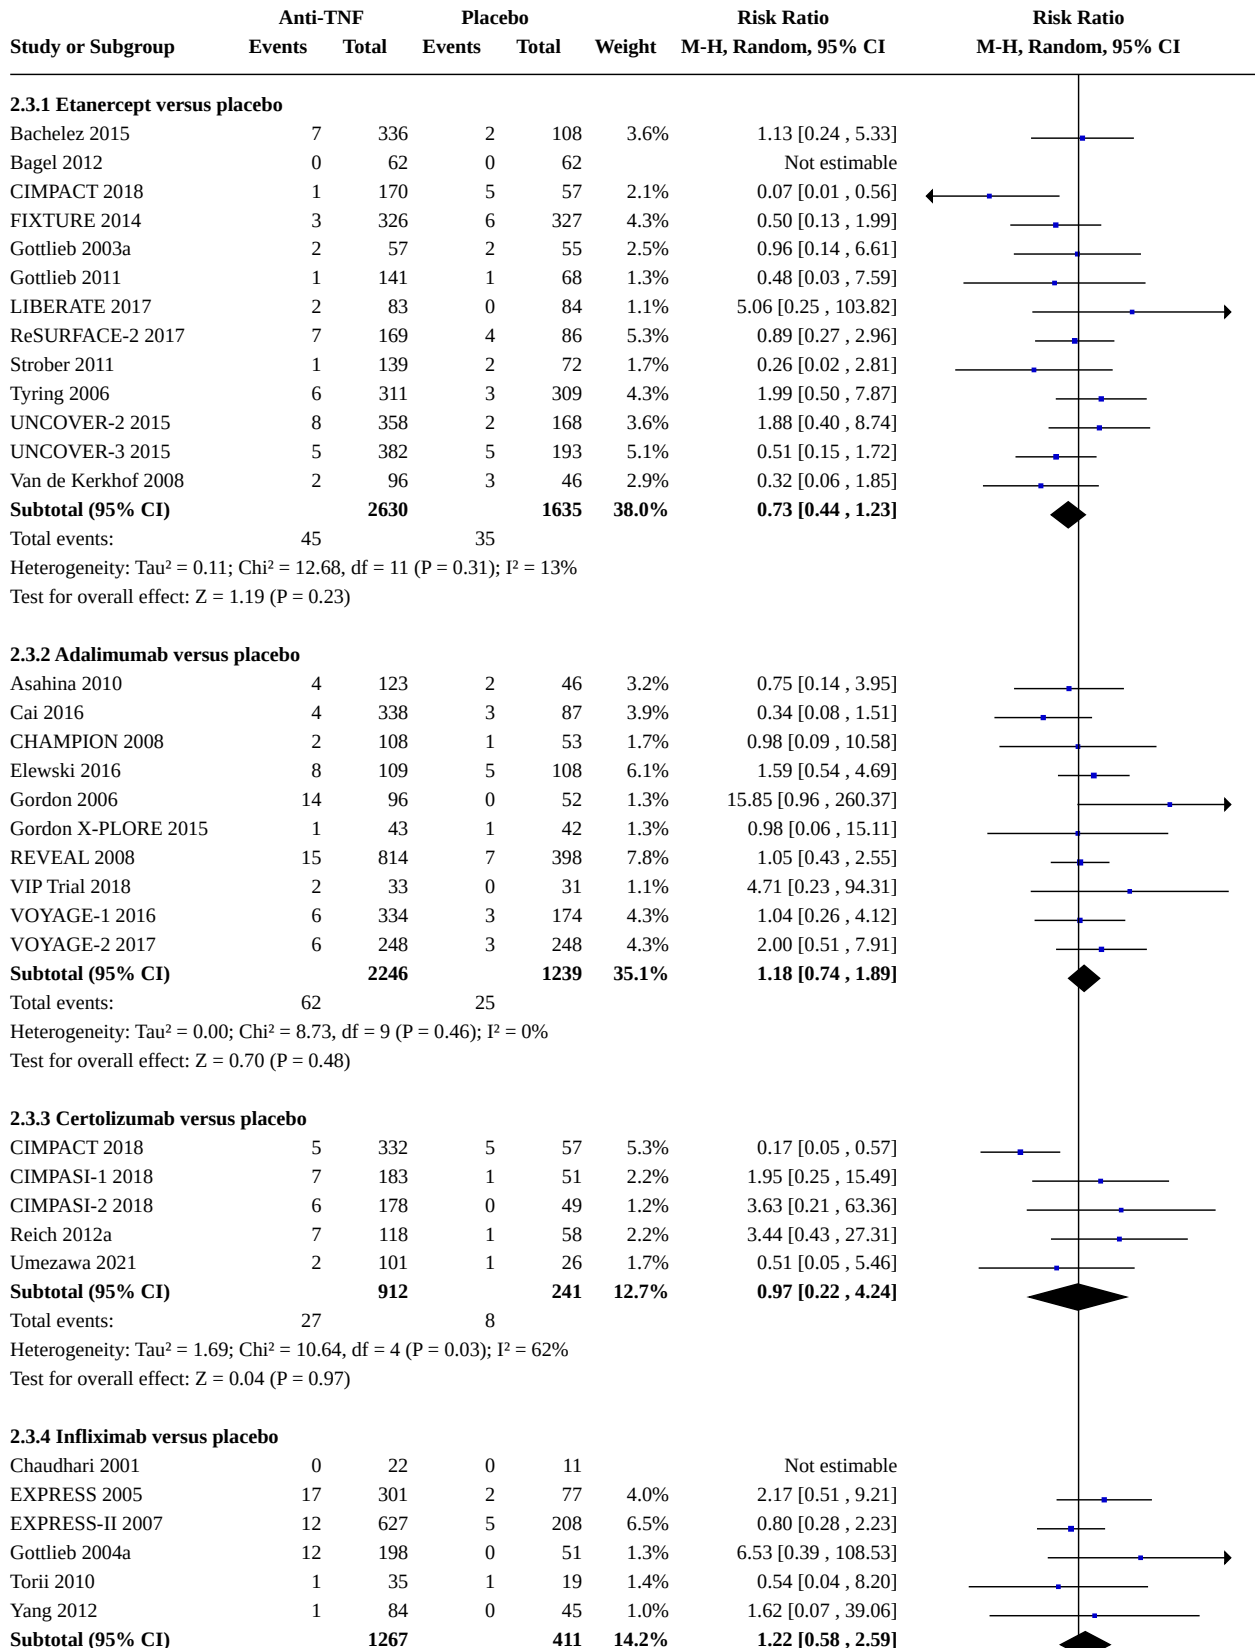 Anti-TNF Placebo Risk Ratio Risk Ratio
Study or Subgroup Events Total Events Total Weight M-H, Random, 95% CI M-H, Random, 95% CI
2.3.1 Etanercept versus placebo
Bachelez 2015 7 336 2 108 3.6% 1.13 [0.24 , 5.33]
Bagel 2012 0 62 0 62 Not estimable
CIMPACT 2018 1 170 5 57 2.1% 0.07 [0.01 , 0.56]
FIXTURE 2014 3 326 6 327 4.3% 0.50 [0.13 , 1.99]
Gottlieb 2003a 2 57 2 55 2.5% 0.96 [0.14 , 6.61]
Gottlieb 2011 1 141 1 68 1.3% 0.48 [0.03 , 7.59]
LIBERATE 2017 2 83 0 84 1.1% 5.06 [0.25 , 103.82]
ReSURFACE-2 2017 7 169 4 86 5.3% 0.89 [0.27 , 2.96]
Strober 2011 1 139 2 72 1.7% 0.26 [0.02 , 2.81]
Tyring 2006 6 311 3 309 4.3% 1.99 [0.50 , 7.87]
UNCOVER-2 2015 8 358 2 168 3.6% 1.88 [0.40 , 8.74]
UNCOVER-3 2015 5 382 5 193 5.1% 0.51 [0.15 , 1.72]
Van de Kerkhof 2008 2 96 3 46 2.9% 0.32 [0.06 , 1.85]
Subtotal (95% CI) 2630 1635 38.0% 0.73 [0.44 , 1.23]
Total events: 45 35
Heterogeneity: Tau² = 0.11; Chi² = 12.68, df = 11 (P = 0.31); I² = 13%
Test for overall effect: Z = 1.19 (P = 0.23)
2.3.2 Adalimumab versus placebo
Asahina 2010 4 123 2 46 3.2% 0.75 [0.14 , 3.95]
Cai 2016 4 338 3 87 3.9% 0.34 [0.08 , 1.51]
CHAMPION 2008 2 108 1 53 1.7% 0.98 [0.09 , 10.58]
Elewski 2016 8 109 5 108 6.1% 1.59 [0.54 , 4.69]
Gordon 2006 14 96 0 52 1.3% 15.85 [0.96 , 260.37]
Gordon X-PLORE 2015 1 43 1 42 1.3% 0.98 [0.06 , 15.11]
REVEAL 2008 15 814 7 398 7.8% 1.05 [0.43 , 2.55]
VIP Trial 2018 2 33 0 31 1.1% 4.71 [0.23 , 94.31]
VOYAGE-1 2016 6 334 3 174 4.3% 1.04 [0.26 , 4.12]
VOYAGE-2 2017 6 248 3 248 4.3% 2.00 [0.51 , 7.91]
Subtotal (95% CI) 2246 1239 35.1% 1.18 [0.74 , 1.89]
Total events: 62 25
Heterogeneity: Tau² = 0.00; Chi² = 8.73, df = 9 (P = 0.46); I² = 0%
Test for overall effect: Z = 0.70 (P = 0.48)
2.3.3 Certolizumab versus placebo
CIMPACT 2018 5 332 5 57 5.3% 0.17 [0.05 , 0.57]
CIMPASI-1 2018 7 183 1 51 2.2% 1.95 [0.25 , 15.49]
CIMPASI-2 2018 6 178 0 49 1.2% 3.63 [0.21 , 63.36]
Reich 2012a 7 118 1 58 2.2% 3.44 [0.43 , 27.31]
Umezawa 2021 2 101 1 26 1.7% 0.51 [0.05 , 5.46]
Subtotal (95% CI) 912 241 12.7% 0.97 [0.22 , 4.24]
Total events: 27 8
Heterogeneity: Tau² = 1.69; Chi² = 10.64, df = 4 (P = 0.03); I² = 62%
Test for overall effect: Z = 0.04 (P = 0.97)
2.3.4 Infliximab versus placebo
Chaudhari 2001 0 22 0 11 Not estimable
EXPRESS 2005 17 301 2 77 4.0% 2.17 [0.51 , 9.21]
EXPRESS-II 2007 12 627 5 208 6.5% 0.80 [0.28 , 2.23]
Gottlieb 2004a 12 198 0 51 1.3% 6.53 [0.39 , 108.53]
Torii 2010 1 35 1 19 1.4% 0.54 [0.04 , 8.20]
Yang 2012 1 84 0 45 1.0% 1.62 [0.07 , 39.06]
Subtotal (95% CI) 1267 411 14.2% 1.22 [0.58 , 2.59]